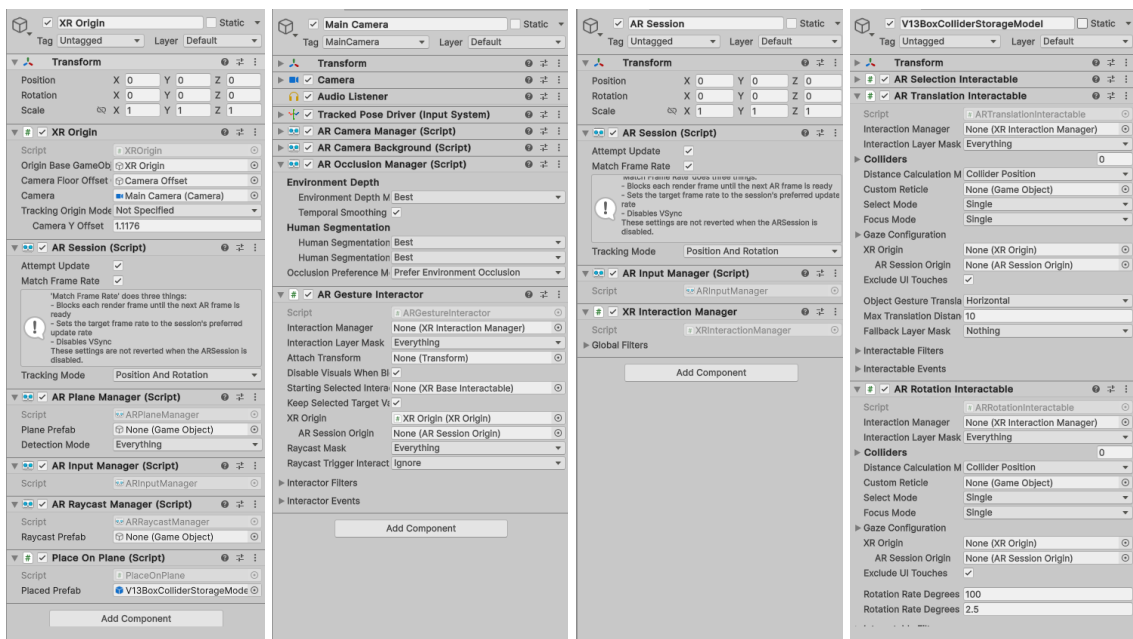 XR Origin
Static
Tag Untagged
Layer Default
Transform
Position X 0 Y 0 Z 0
Rotation X 0 Y 0 Z 0
Scale X 1 Y 1 Z 1
XR Origin
Script XROrigin
Origin Base GameObj XR Origin
Camera Floor Offset Camera Offset
Camera Main Camera (Camera)
Tracking Origin Mode Not Specified
Camera Y Offset 1.1176
AR Session (Script)
Attempt Update
Match Frame Rate
'Match Frame Rate' does three things:
- Blocks each render frame until the next AR frame is
ready
- Sets the target frame rate to the session's preferred
update rate
- Disables VSync
These settings are not reverted when the ARSession is
disabled.
Tracking Mode Position And Rotation
AR Plane Manager (Script)
Script ARPlaneManager
Plane Prefab None (Game Object)
Detection Mode Everything
AR Input Manager (Script)
Script ARInputManager
AR Raycast Manager (Script)
Script ARRaycastManager
Raycast Prefab None (Game Object)
Place On Plane (Script)
Script PlaceOnPlane
Placed Prefab V13BoxColliderStorageMode
Add Component
Main Camera
Static
Tag MainCamera
Layer Default
Transform
Camera
Audio Listener
Tracked Pose Driver (Input System)
AR Camera Manager (Script)
AR Camera Background (Script)
AR Occlusion Manager (Script)
Environment Depth
Environment Depth M Best
Temporal Smoothing
Human Segmentation
Human Segmentation Best
Human Segmentation Best
Occlusion Preference M Prefer Environment Occlusion
AR Gesture Interactor
Script ARGestureInteractor
Interaction Manager None (XR Interaction Manager)
Interaction Layer Mask Everything
Attach Transform None (Transform)
Disable Visuals When Bl
Starting Selected Intera None (XR Base Interactable)
Keep Selected Target Va
XR Origin XR Origin (XR Origin)
AR Session Origin None (AR Session Origin)
Raycast Mask Everything
Raycast Trigger Interact Ignore
Interactor Filters
Interactor Events
Add Component
AR Session
Static
Tag Untagged
Layer Default
Transform
Position X 0 Y 0 Z 0
Rotation X 0 Y 0 Z 0
Scale X 1 Y 1 Z 1
AR Session (Script)
Attempt Update
Match Frame Rate
'Match Frame Rate' does three things:
- Blocks each render frame until the next AR frame is ready
- Sets the target frame rate to the session's preferred update
rate
- Disables VSync
These settings are not reverted when the ARSession is
disabled.
Tracking Mode Position And Rotation
AR Input Manager (Script)
Script ARInputManager
XR Interaction Manager
Script XRInteractionManager
Global Filters
Add Component
V13BoxColliderStorageModel
Static
Tag Untagged
Layer Default
Transform
AR Selection Interactable
AR Translation Interactable
Script ARTranslationInteractable
Interaction Manager None (XR Interaction Manager)
Interaction Layer Mask Everything
Colliders 0
Distance Calculation M Collider Position
Custom Reticle None (Game Object)
Select Mode Single
Focus Mode Single
Gaze Configuration
XR Origin None (XR Origin)
AR Session Origin None (AR Session Origin)
Exclude UI Touches
Object Gesture Transla Horizontal
Max Translation Distan 10
Fallback Layer Mask Nothing
Interactable Filters
Interactable Events
AR Rotation Interactable
Script ARRotationInteractable
Interaction Manager None (XR Interaction Manager)
Interaction Layer Mask Everything
Colliders 0
Distance Calculation M Collider Position
Custom Reticle None (Game Object)
Select Mode Single
Focus Mode Single
Gaze Configuration
XR Origin None (XR Origin)
AR Session Origin None (AR Session Origin)
Exclude UI Touches
Rotation Rate Degrees 100
Rotation Rate Degrees 2.5